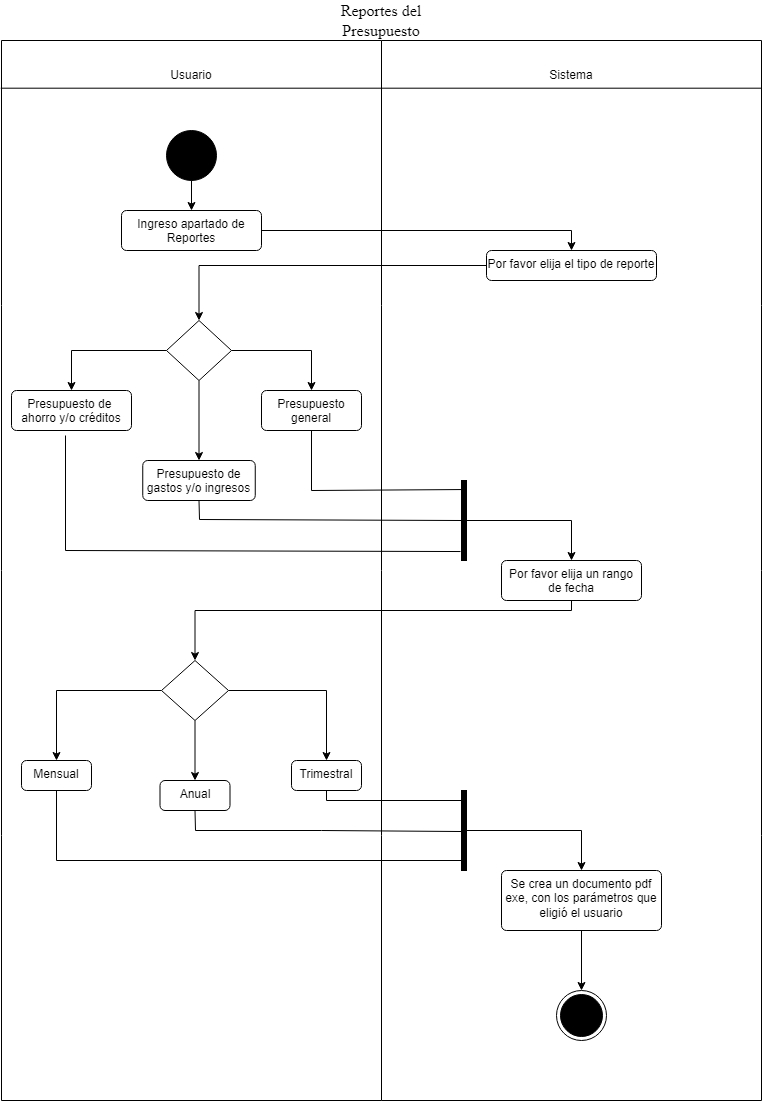 Reportes del
Presupuesto
Usuario
Sistema
Ingreso apartado de
Reportes
Por favor elija el tipo de reporte
Presupuesto de
ahorro y/o créditos
Presupuesto
general
Presupuesto de
gastos y/o ingresos
Por favor elija un rango
de fecha
Mensual
Anual
Trimestral
Se crea un documento pdf
exe, con los parámetros que
eligió el usuario